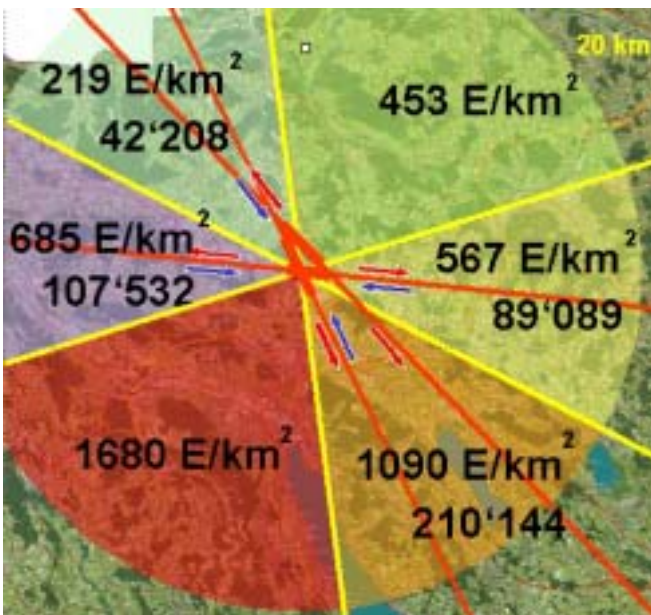 20 km
219 E/km²
42‘208
453 E/km²
685 E/km²
107‘532
567 E/km²
89‘089
1680 E/km²
1090 E/km²
210‘144